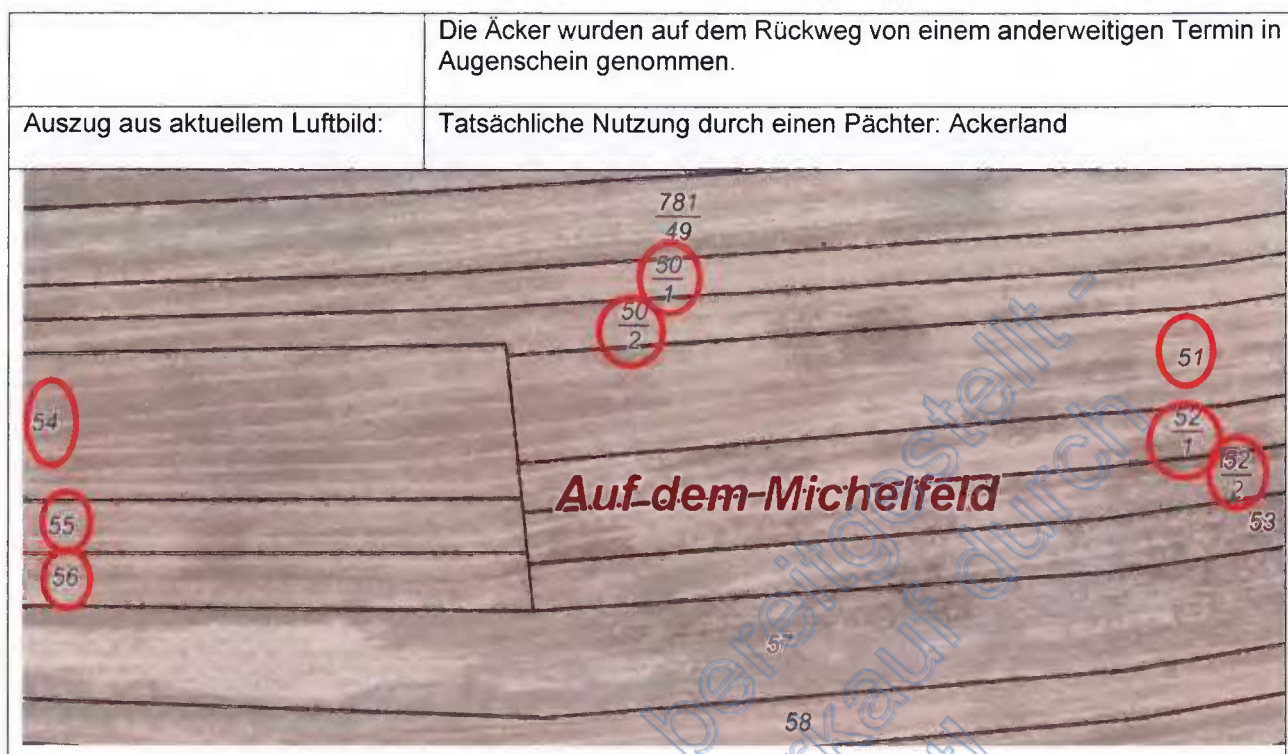 Die Äcker wurden auf dem Rückweg von einem anderweitigen Termin in
Augenschein genommen.
Auszug aus aktuellem Luftbild:
Tatsächliche Nutzung durch einen Pächter: Ackerland
781
49
50
1
50
2
51
54
52
1
52
2
Auf dem Michelfeld
53
55
56
57
58
bereitgestellt -
durch